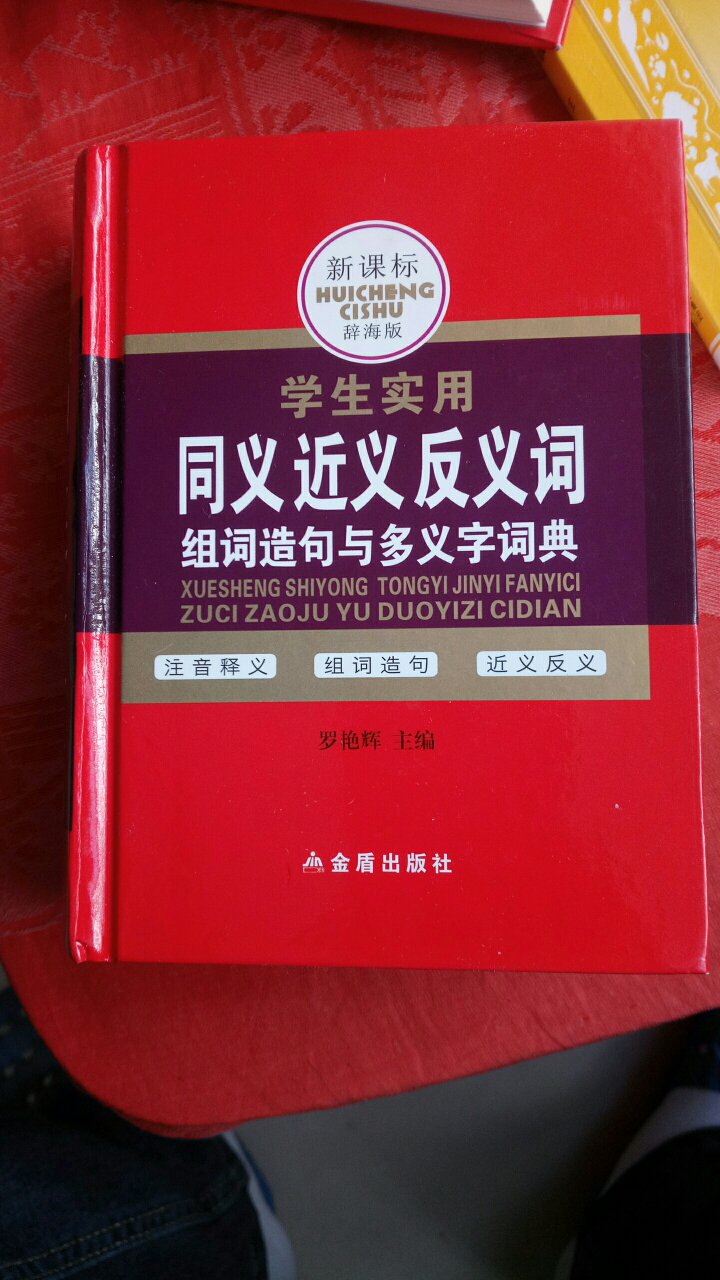 新课标
HUICHENG
CISHU
辞海版
学生实用
同义近义反义词
组词造句与多义字词典
XUESHENG SHIYONG TONGYI JINYI FANYICI
ZUCI ZAOJU YU DUOYIZI CIDIAN
注音释义 组词造句 近义反义
罗艳辉 主编
金盾出版社